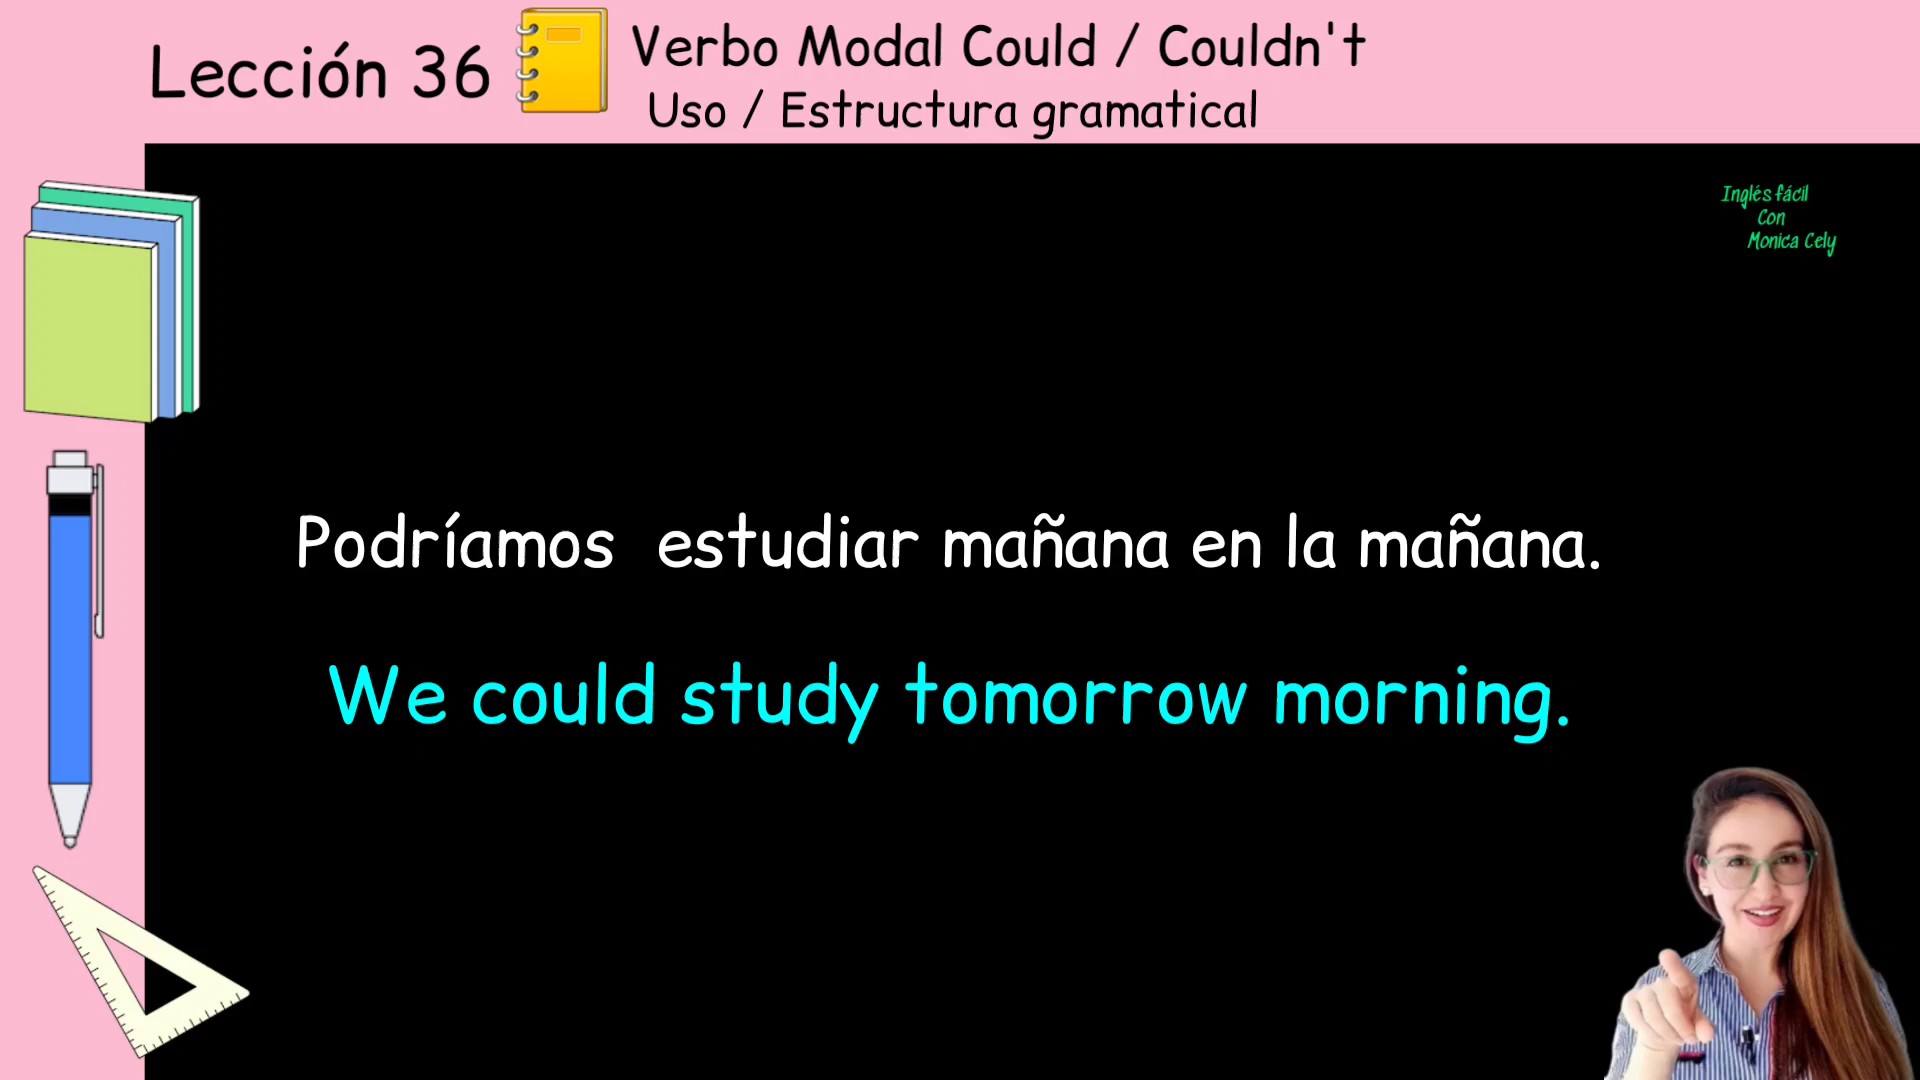 Lección 36
Verbo Modal Could / Couldn't
Uso / Estructura gramatical
Inglés fácil
Con
Monica Cely
Podríamos estudiar mañana en la mañana.
We could study tomorrow morning.